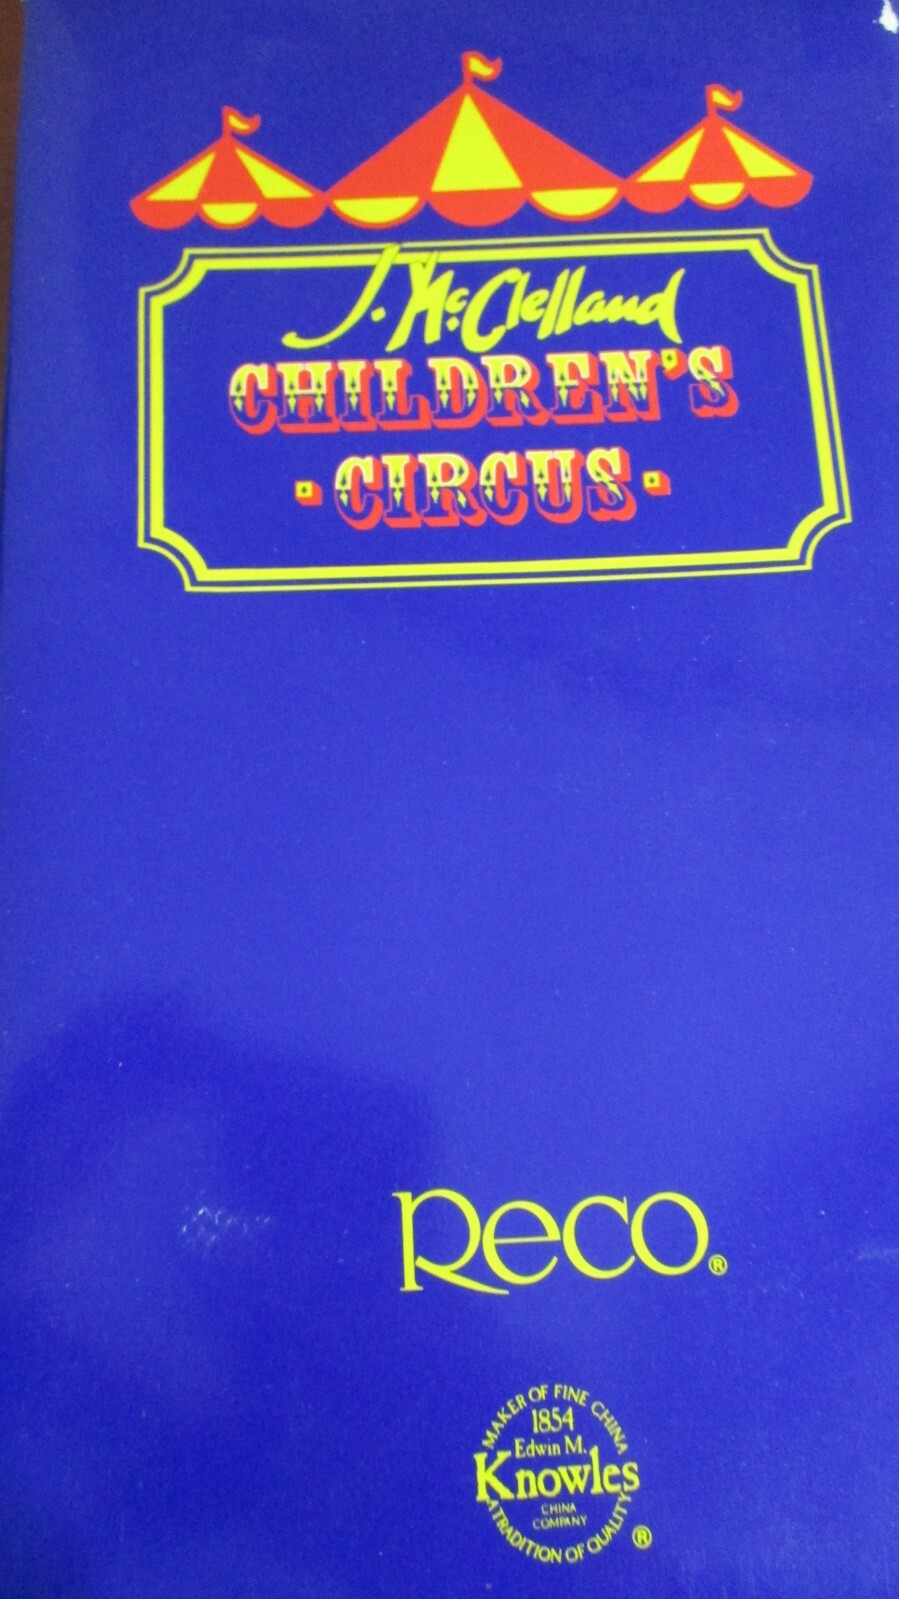 J. McClelland
CHILDREN'S
· CIRCUS ·
Reco®
MAKER OF FINE CHINA
1854
Edwin M.
Knowles
CHINA
COMPANY
A TRADITION OF QUALITY ®